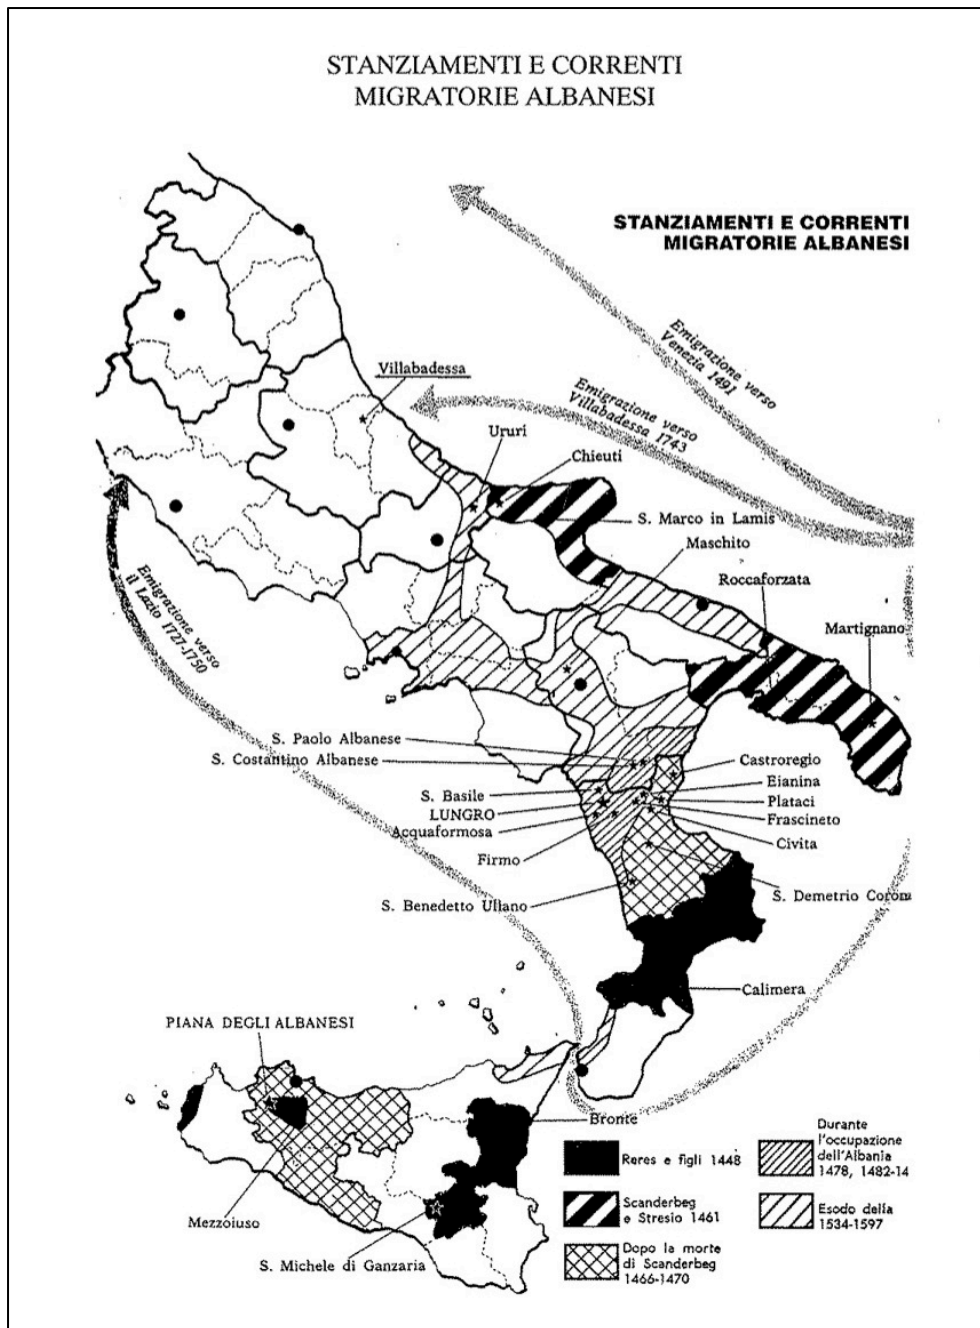 STANZIAMENTI E CORRENTI
MIGRATORIE ALBANESI
STANZIAMENTI E CORRENTI
MIGRATORIE ALBANESI
Emigrazione verso
Venezia 1491
Villabadessa
Emigrazione verso
Villabadessa 1743
Ururi
Chieuti
S. Marco in Lamis
Maschito
Roccaforzata
Martignano
Emigrazione verso
il Lazio 1727-1750
S. Paolo Albanese
S. Costantino Albanese
Castroregio
Eianina
S. Basile
Plataci
LUNGRO
Frascineto
Acquaformosa
Civita
Firmo
S. Demetrio Coron
S. Benedetto Ullano
Calimera
PIANA DEGLI ALBANESI
Bronte
Mezzoiuso
S. Michele di Ganzaria
Reres e figli 1448
Scanderbeg
e Stresio 1461
Dopo la morte
di Scanderbeg
1466-1470
Durante
l'occupazione
dell'Albania
1478, 1482-14
Esodo della
1534-1597